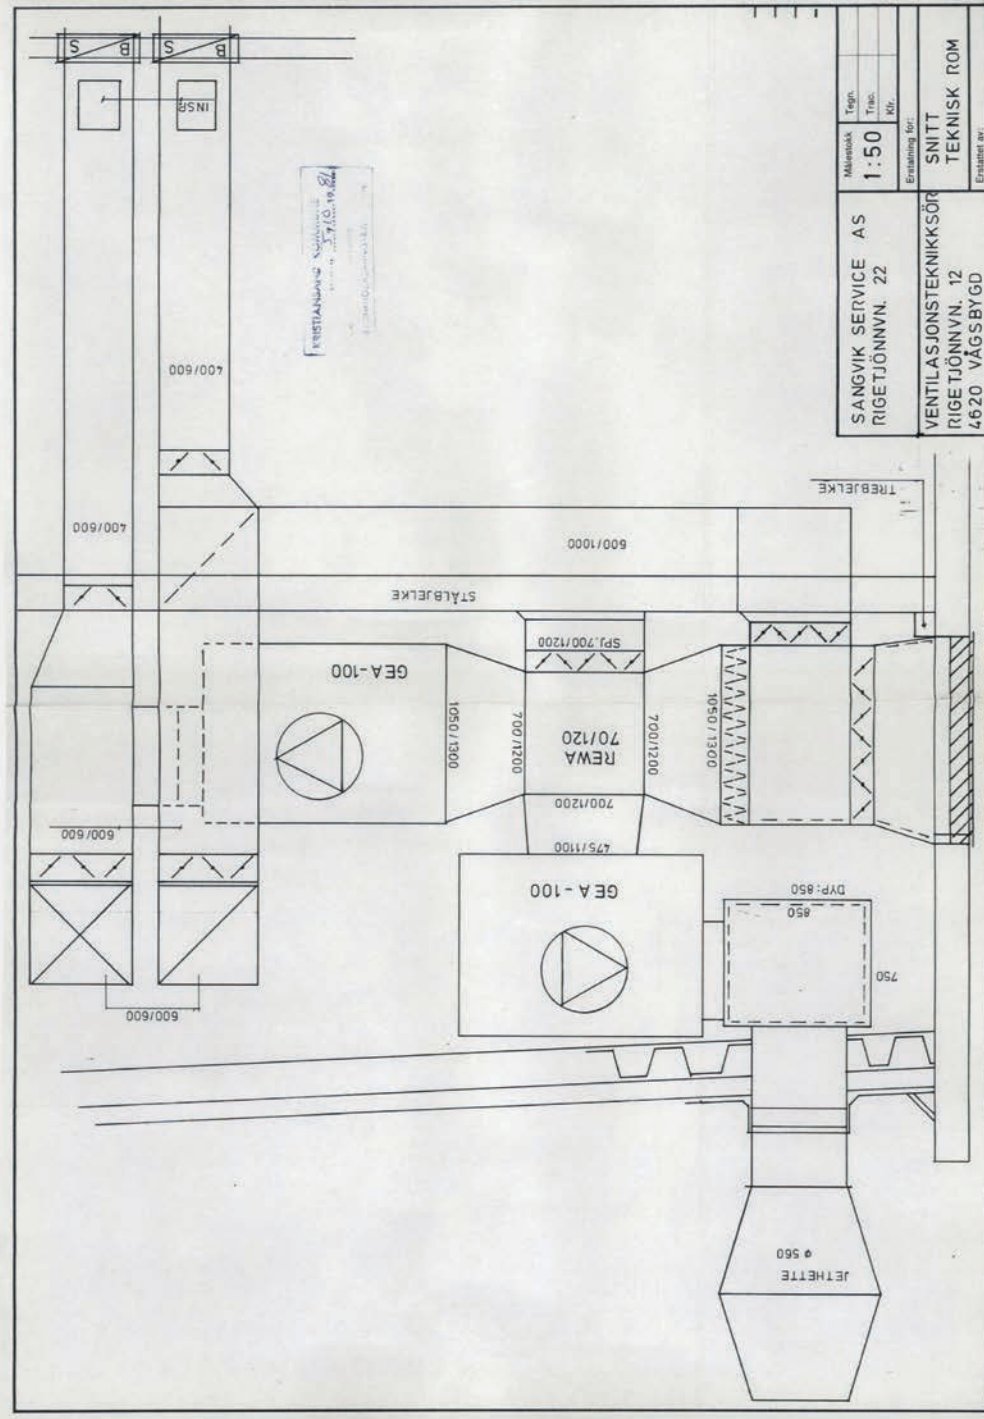 S B
S B
INSP
400/600
400/600
KRISTIANSAND
600/1000
STÅLBJELKE
TREBJELKE
GEA-100
1050/1300
700/1200
SPJ. 700/1200
REWA
70/120
700/1200
1050/1300
700/1200
475/1100
600/600
GEA-100
DYP: 850
850
750
600/600
JETHETTE
ø 560
Målestokk
1:50
Tegn.
Trac.
Kfr.
Erstatning for:
SNITT
TEKNISK ROM
Erstattet av:
SANGVIK SERVICE AS
RIGETJÖNNVN. 22
VENTILASJONSTEKNIKKSÖR
RIGETJÖNNVN. 12
4620 VÅGSBYGD